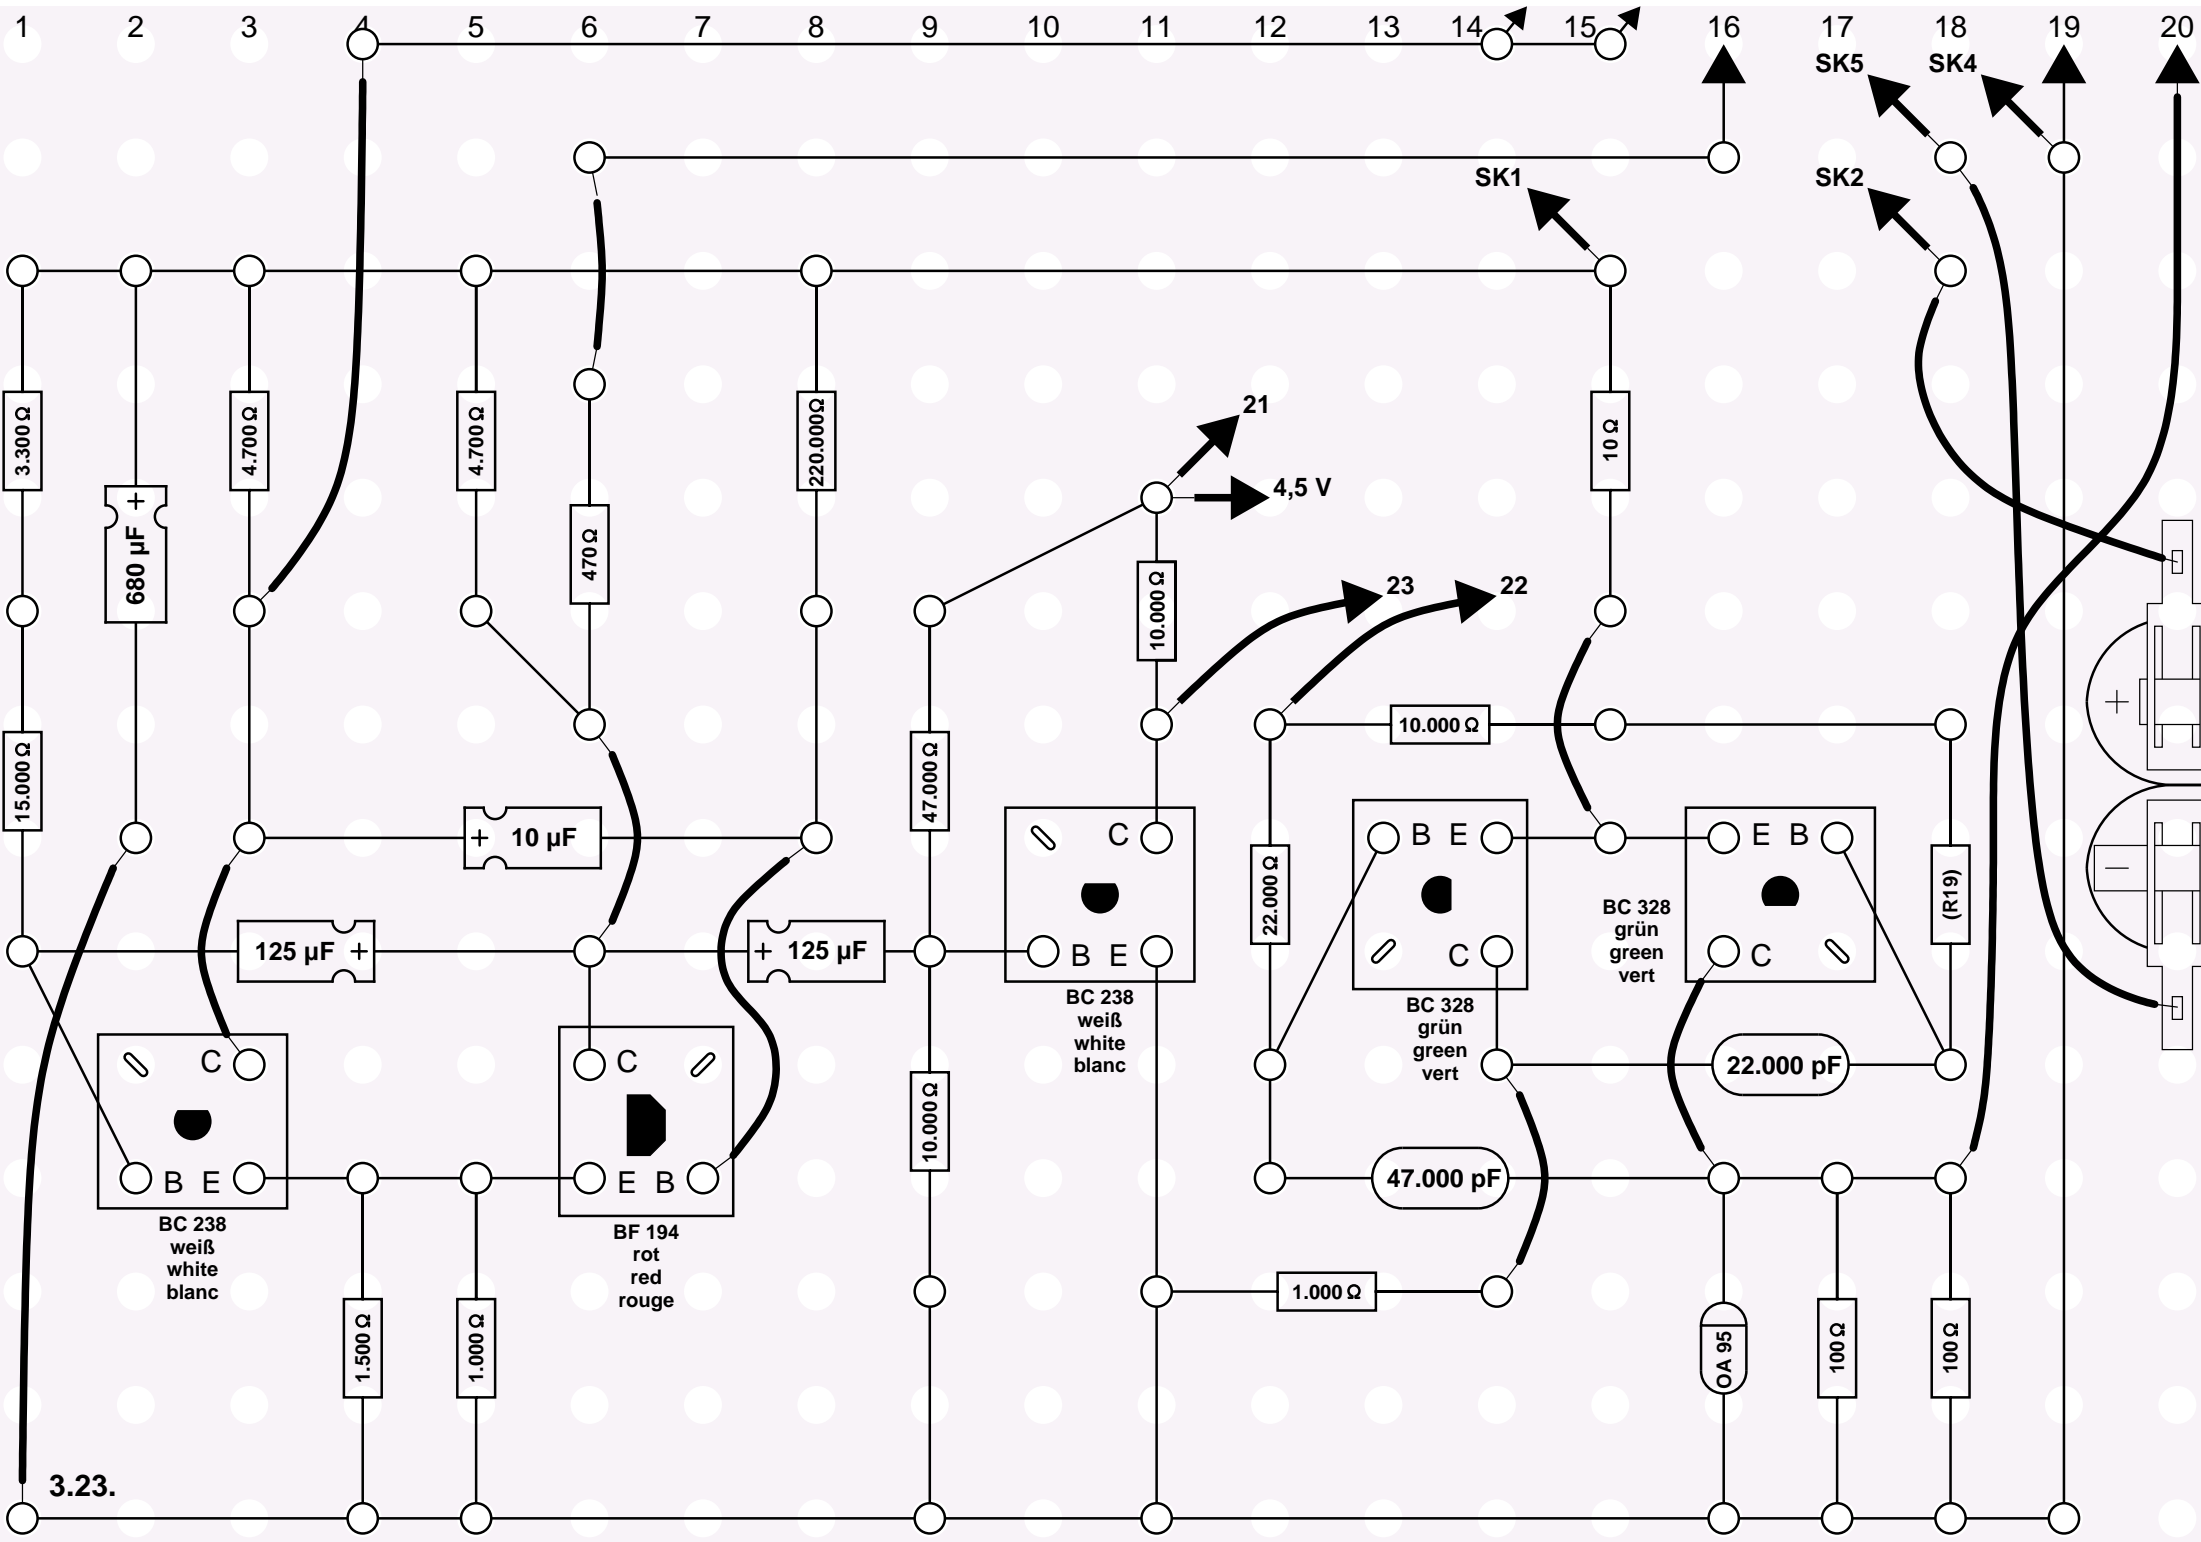 1 2 3 4 5 6 7 8 9 10 11 12 13 14 15 16 17 18 19 20
SK5 SK4
SK1 SK2
3.300 Ω
680 µF
+
4.700 Ω
4.700 Ω
470 Ω
220.000Ω
21
4,5 V
10.000 Ω
23 22
10 Ω
15.000 Ω
47.000 Ω
10.000 Ω
+
+ 10 µF
125 µF +
+ 125 µF
C
B E
BC 238
weiß
white
blanc
22.000 Ω
B E
C
BC 328
grün
green
vert
E B
C
BC 328
grün
green
vert
(R19)
–
C
B E
BC 238
weiß
white
blanc
C
E B
BF 194
rot
red
rouge
10.000 Ω
22.000 pF
47.000 pF
1.000 Ω
1.500 Ω
1.000 Ω
OA 95
100 Ω
100 Ω
3.23.